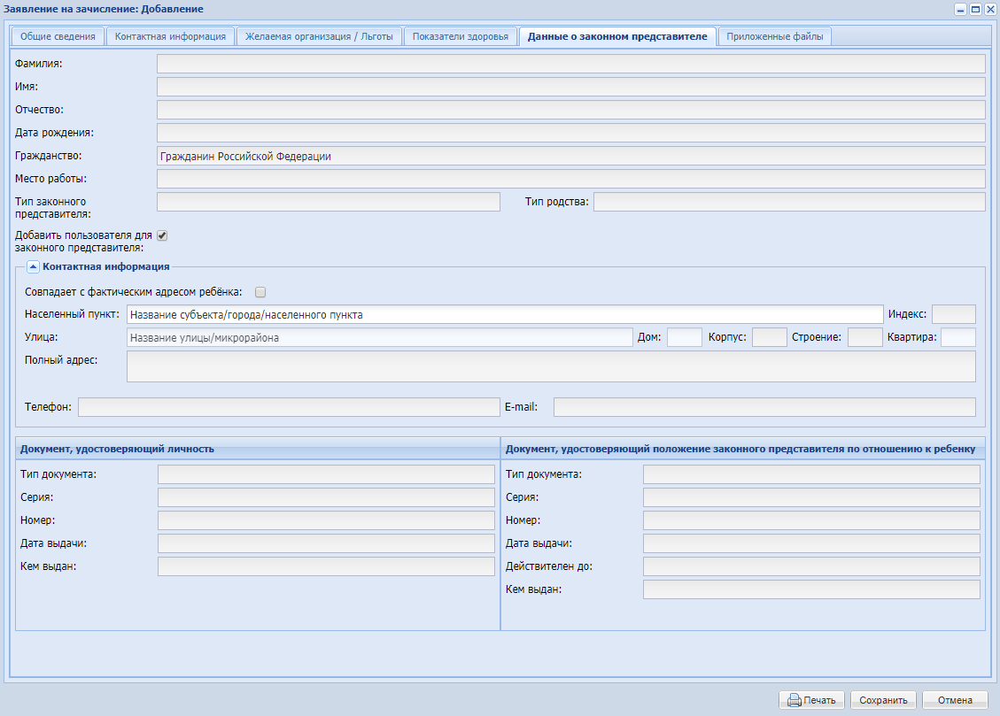 Заявление на зачисление: Добавление
Общие сведения Контактная информация Желаемая организация / Льготы Показатели здоровья Данные о законном представителе Приложенные файлы
Фамилия:
Имя:
Отчество:
Дата рождения:
Гражданство: Гражданин Российской Федерации
Место работы:
Тип законного представителя: Тип родства:
Добавить пользователя для
законного представителя:
Контактная информация
Совпадает с фактическим адресом ребёнка:
Населенный пункт: Название субъекта/города/населенного пункта Индекс:
Улица: Название улицы/микрорайона Дом: Корпус: Строение: Квартира:
Полный адрес:
Телефон: E-mail:
Документ, удостоверяющий личность Документ, удостоверяющий положение законного представителя по отношению к ребенку
Тип документа: Тип документа:
Серия: Серия:
Номер: Номер:
Дата выдачи: Дата выдачи:
Кем выдан: Действителен до:
Кем выдан:
Печать Сохранить Отмена